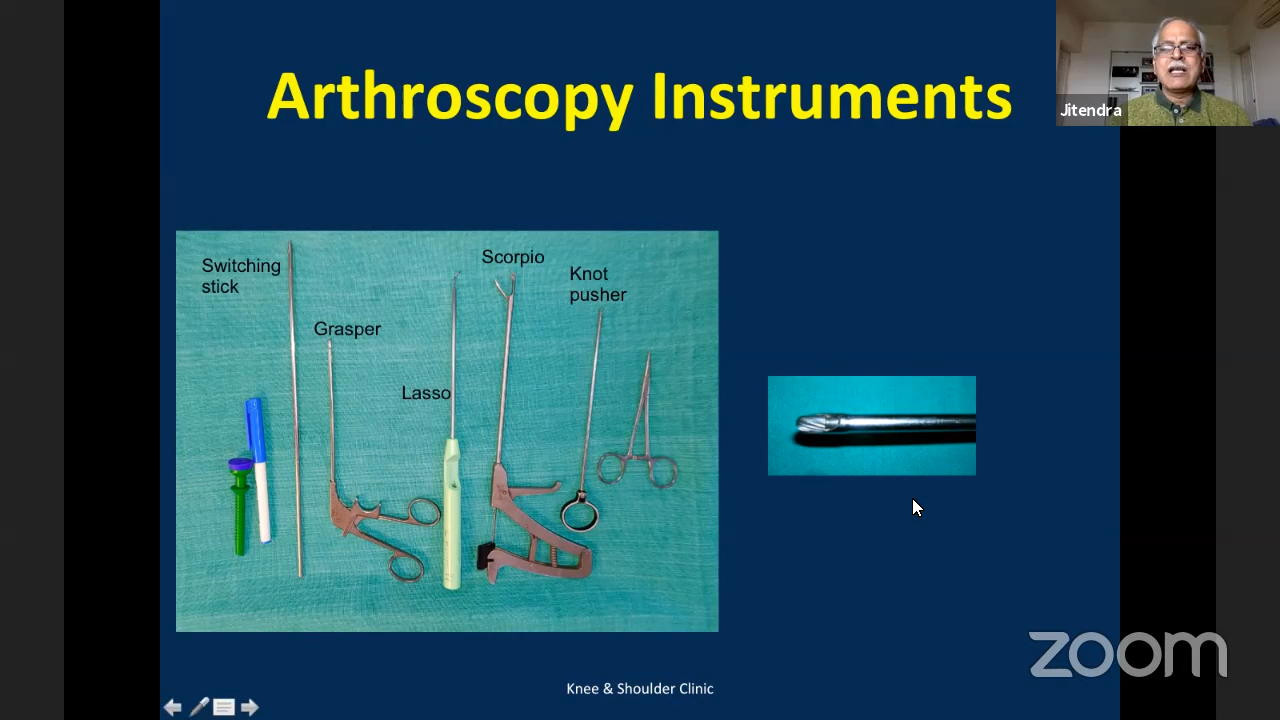 Arthroscopy Instruments
Jitendra
Switching
stick
Grasper
Lasso
Scorpio
Knot
pusher
Knee & Shoulder Clinic
zoom